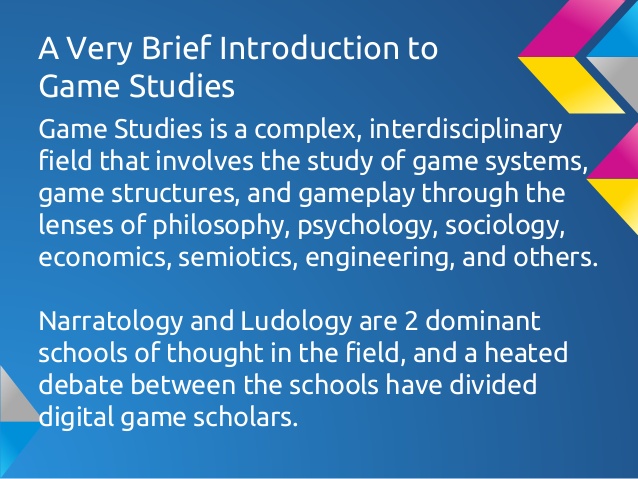 A Very Brief Introduction to
Game Studies
Game Studies is a complex, interdisciplinary
field that involves the study of game systems,
game structures, and gameplay through the
lenses of philosophy, psychology, sociology,
economics, semiotics, engineering, and others.
Narratology and Ludology are 2 dominant
schools of thought in the field, and a heated
debate between the schools have divided
digital game scholars.